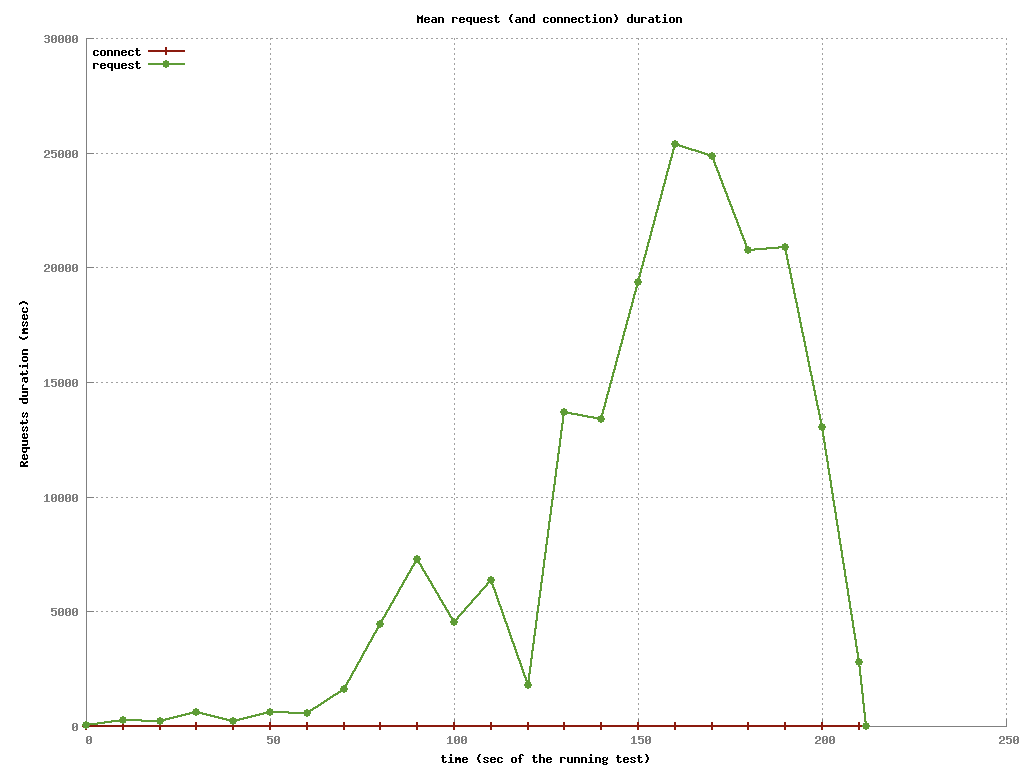 Mean request (and connection) duration
30000
connect
request
25000
20000
15000
10000
5000
0
Requests duration (msec)
0 50 100 150 200 250
time (sec of the running test)